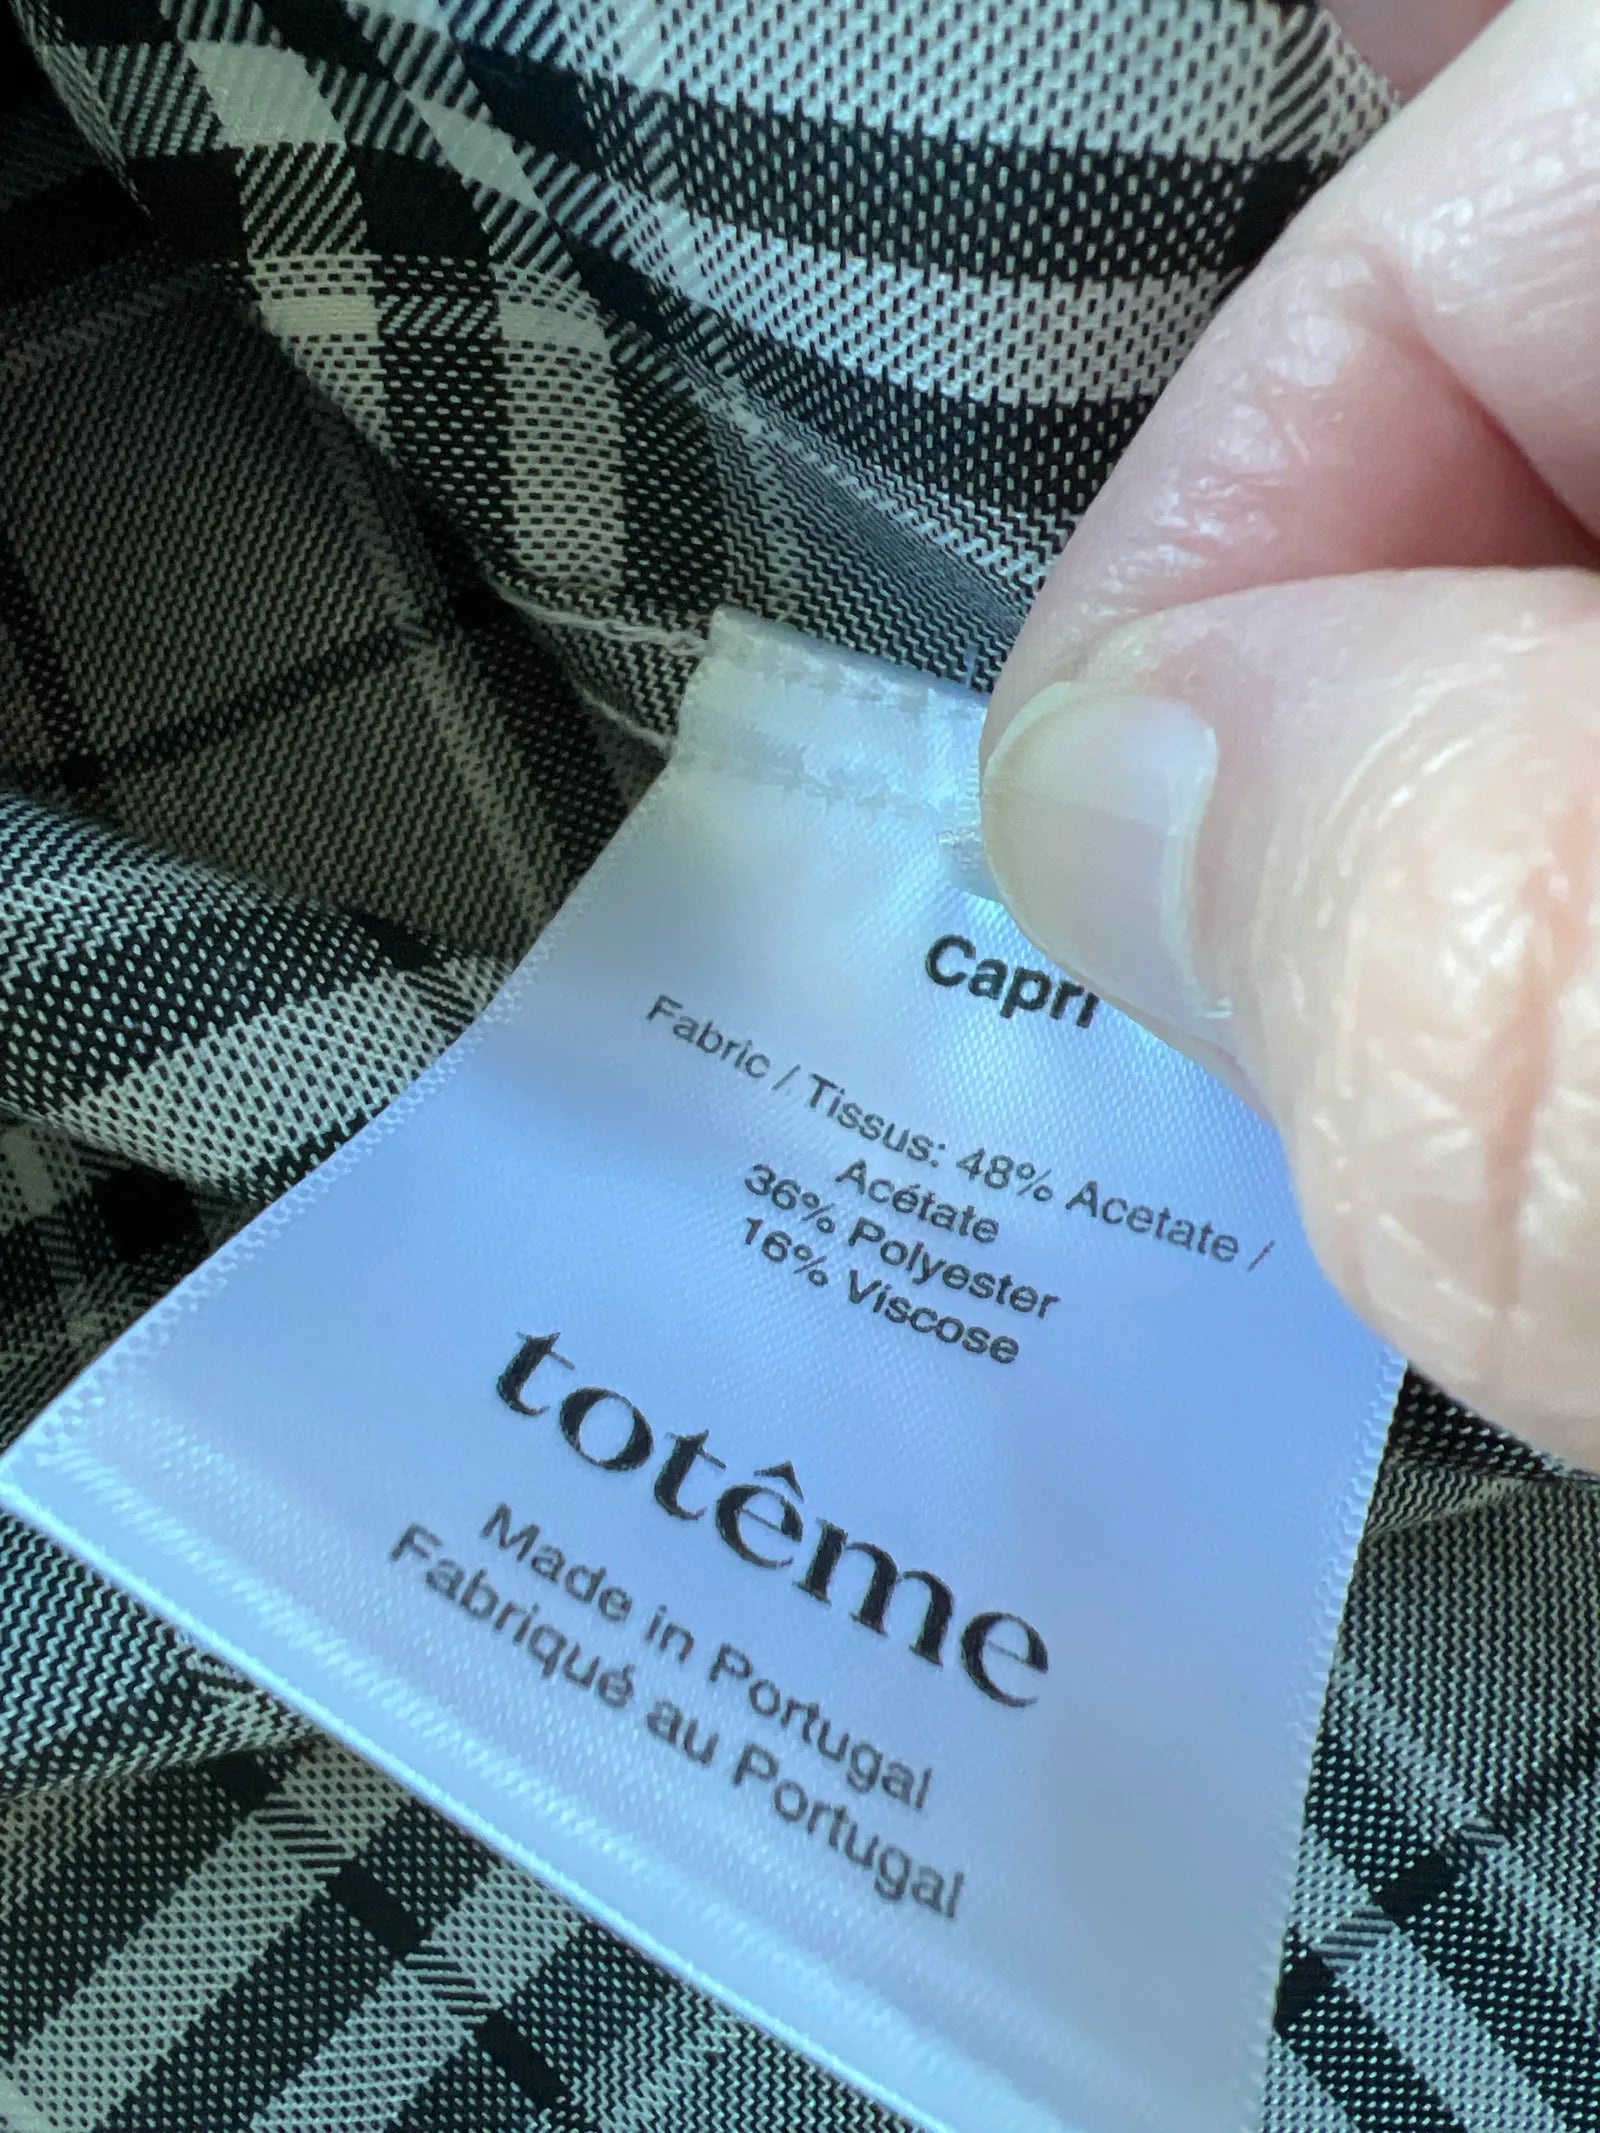 Capri
Fabric / Tissus: 48% Acetate /
Acétate
36% Polyester
16% Viscose
totême
Made in Portugal
Fabriqué au Portugal